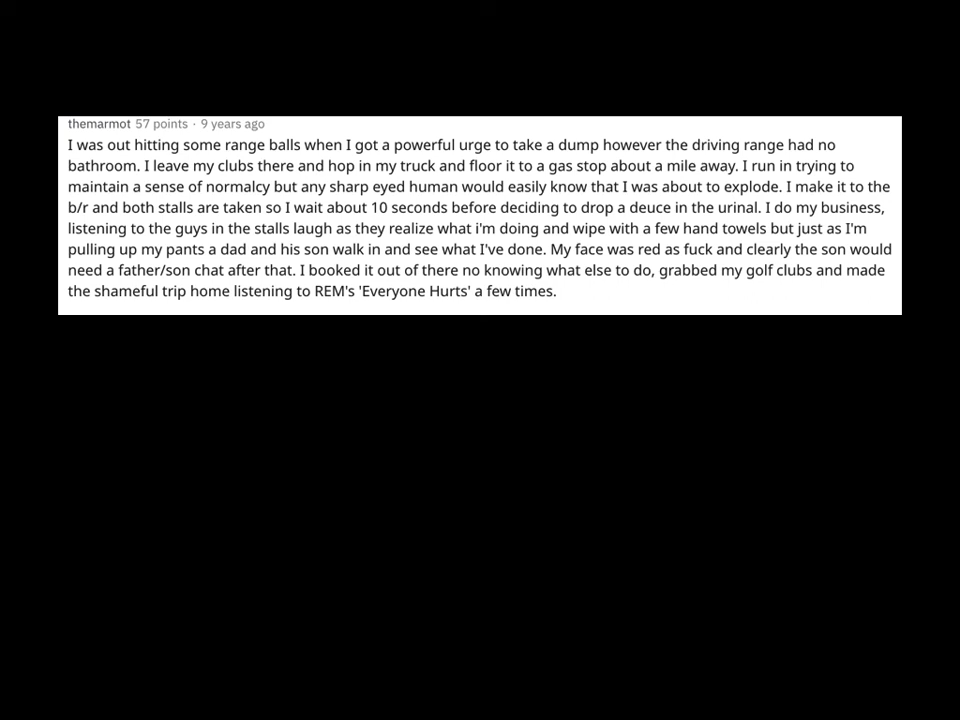 themarmot 57 points · 9 years ago
I was out hitting some range balls when I got a powerful urge to take a dump however the driving range had no
bathroom. I leave my clubs there and hop in my truck and floor it to a gas stop about a mile away. I run in trying to
maintain a sense of normalcy but any sharp eyed human would easily know that I was about to explode. I make it to the
b/r and both stalls are taken so I wait about 10 seconds before deciding to drop a deuce in the urinal. I do my business,
listening to the guys in the stalls laugh as they realize what i'm doing and wipe with a few hand towels but just as I'm
pulling up my pants a dad and his son walk in and see what I've done. My face was red as fuck and clearly the son would
need a father/son chat after that. I booked it out of there no knowing what else to do, grabbed my golf clubs and made
the shameful trip home listening to REM's 'Everyone Hurts' a few times.